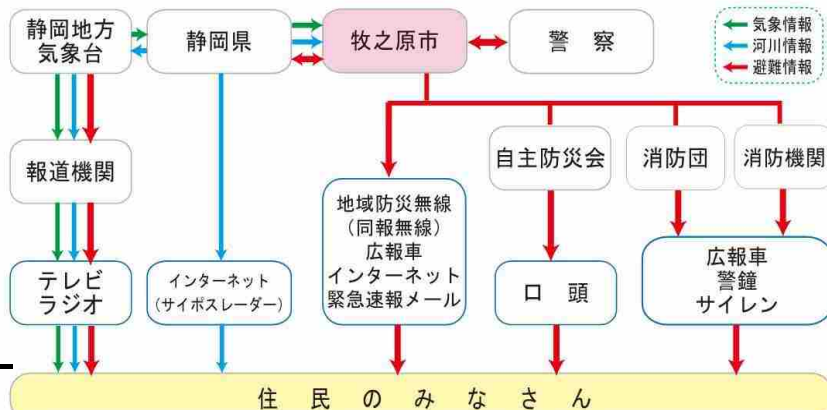 静岡地方
気象台
静岡県
牧之原市
警察
気象情報
河川情報
避難情報
報道機関
自主防災会
消防団
消防機関
地域防災無線
（同報無線）
広報車
インターネット
緊急速報メール
テレビ
ラジオ
インターネット
（サイポスレーダー）
口頭
広報車
警鐘
サイレン
住民のみなさん